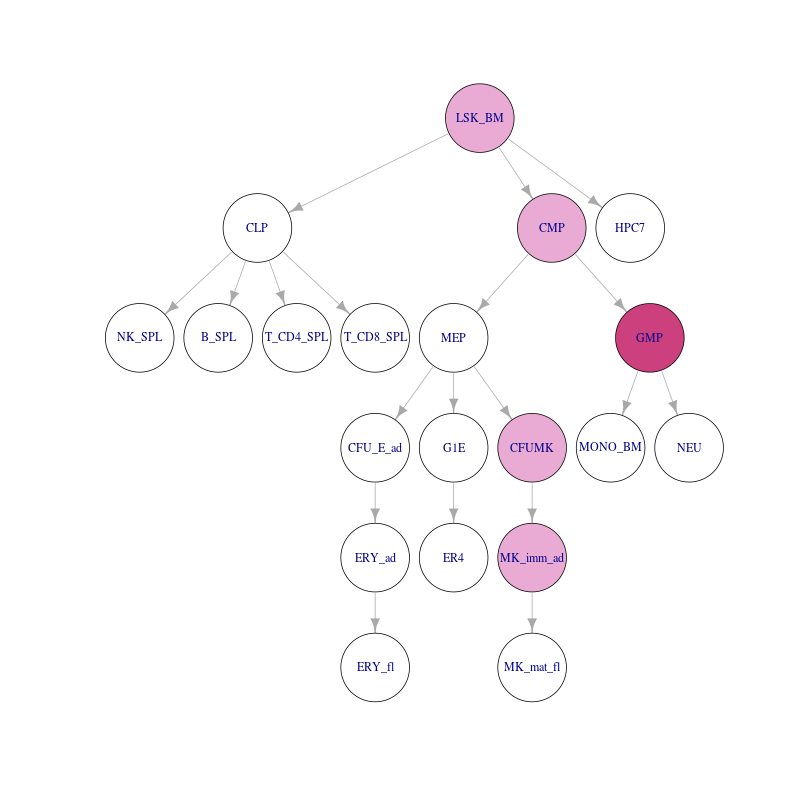 LSK_BM
CLP
CMP
HPC7
NK_SPL
B_SPL
T_CD4_SPL
T_CD8_SPL
MEP
GMP
CFU_E_ad
G1E
CFUMK
MONO_BM
NEU
ERY_ad
ER4
MK_imm_ad
ERY_fl
MK_mat_fl